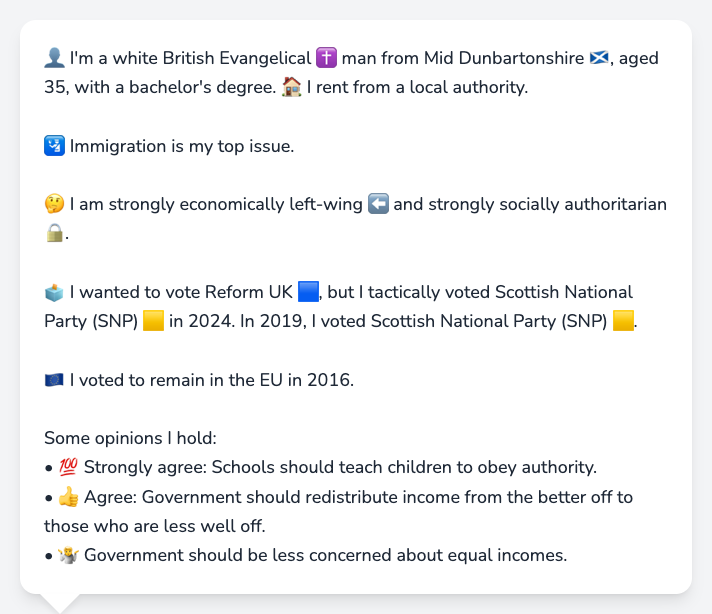 👤 I'm a white British Evangelical ✝️ man from Mid Dunbartonshire 🏴󠁧󠁢󠁳󠁣󠁴󠁿, aged
35, with a bachelor's degree. 🏠 I rent from a local authority.
🛂 Immigration is my top issue.
🤔 I am strongly economically left-wing ⬅️ and strongly socially authoritarian
🔒.
🗳️ I wanted to vote Reform UK 🟦, but I tactically voted Scottish National
Party (SNP) 🟨 in 2024. In 2019, I voted Scottish National Party (SNP) 🟨.
🇪🇺 I voted to remain in the EU in 2016.
Some opinions I hold:
• 💯 Strongly agree: Schools should teach children to obey authority.
• 👍 Agree: Government should redistribute income from the better off to
those who are less well off.
• 🤷 Government should be less concerned about equal incomes.